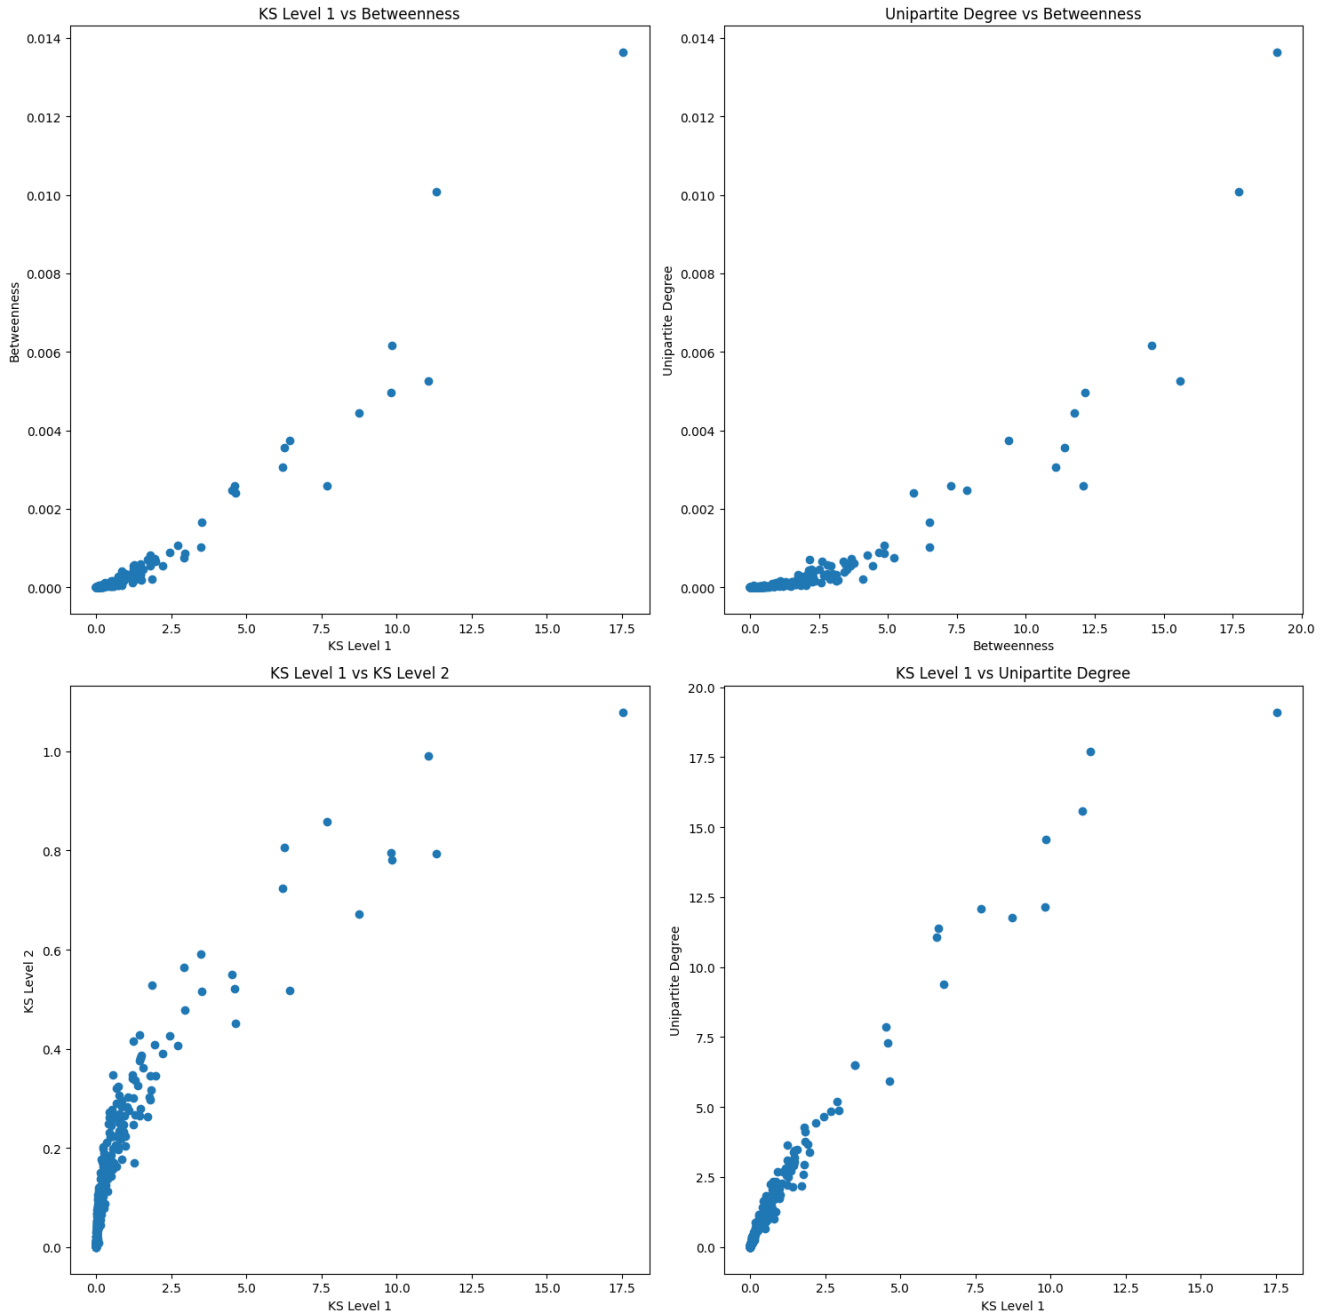 KS Level 1 vs Betweenness
0.014
0.012
0.010
0.008
0.006
0.004
0.002
0.000
Betweenness
0.0 2.5 5.0 7.5 10.0 12.5 15.0 17.5
KS Level 1
Unipartite Degree vs Betweenness
0.014
0.012
0.010
0.008
0.006
0.004
0.002
0.000
Unipartite Degree
0.0 2.5 5.0 7.5 10.0 12.5 15.0 17.5 20.0
Betweenness
KS Level 1 vs KS Level 2
1.0
0.8
0.6
0.4
0.2
0.0
KS Level 2
0.0 2.5 5.0 7.5 10.0 12.5 15.0 17.5
KS Level 1
KS Level 1 vs Unipartite Degree
20.0
17.5
15.0
12.5
10.0
7.5
5.0
2.5
0.0
Unipartite Degree
0.0 2.5 5.0 7.5 10.0 12.5 15.0 17.5
KS Level 1